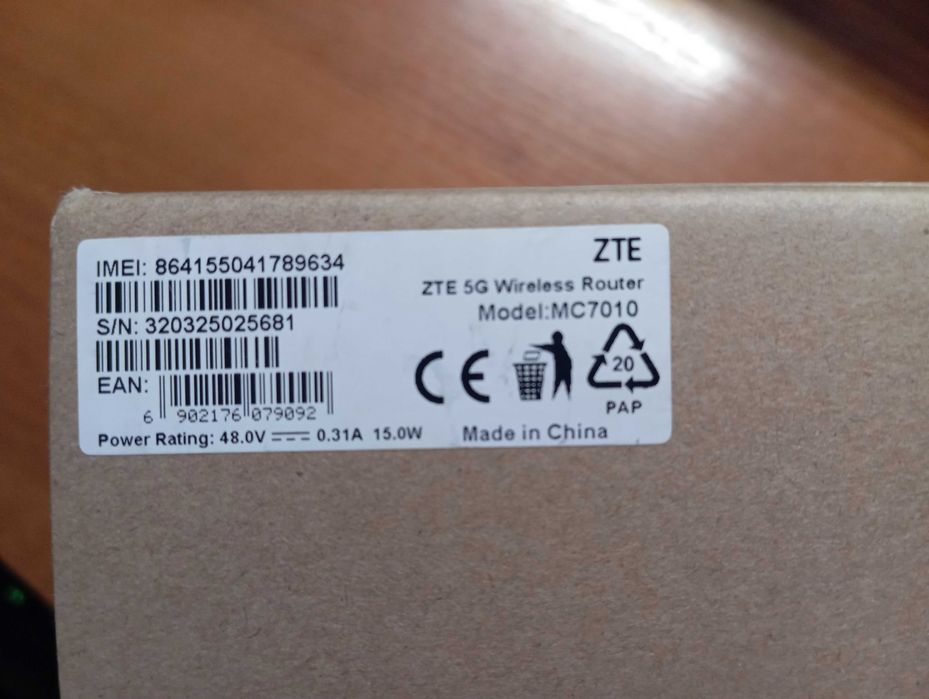 IMEI: 864155041789634
S/N: 320325025681
EAN:
6 902176 079092
Power Rating: 48.0V 0.31A 15.0W
ZTE
ZTE 5G Wireless Router
Model:MC7010
CE
20
PAP
Made in China